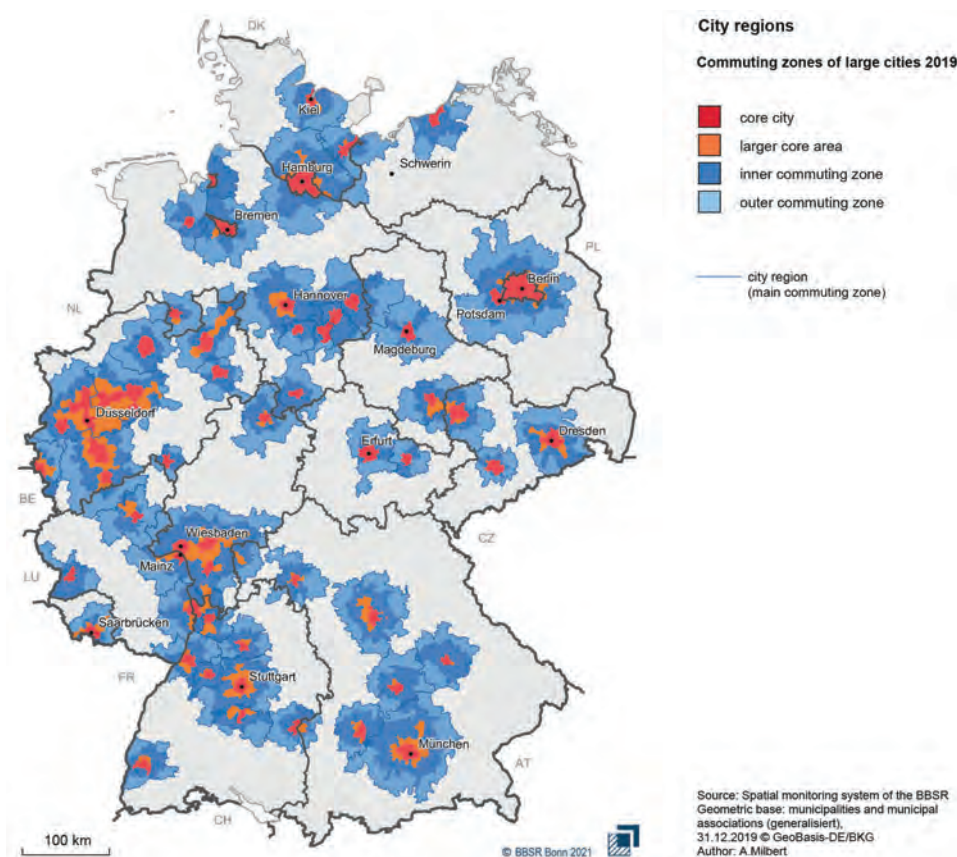 City regions
Commuting zones of large cities 2019
core city
larger core area
inner commuting zone
outer commuting zone
city region
(main commuting zone)
DK
Kiel
Schwerin
Hamburg
Bremen
PL
Berlin
Hannover
Potsdam
NL
Magdeburg
Düsseldorf
Erfurt
Dresden
BE
Wiesbaden
CZ
Mainz
LU
Saarbrücken
FR
Stuttgart
München
AT
CH
100 km
© BBSR Bonn 2021
Source: Spatial monitoring system of the BBSR
Geometric base: municipalities and municipal
associations (generalisiert),
31.12.2019 © GeoBasis-DE/BKG
Author: A.Milbert